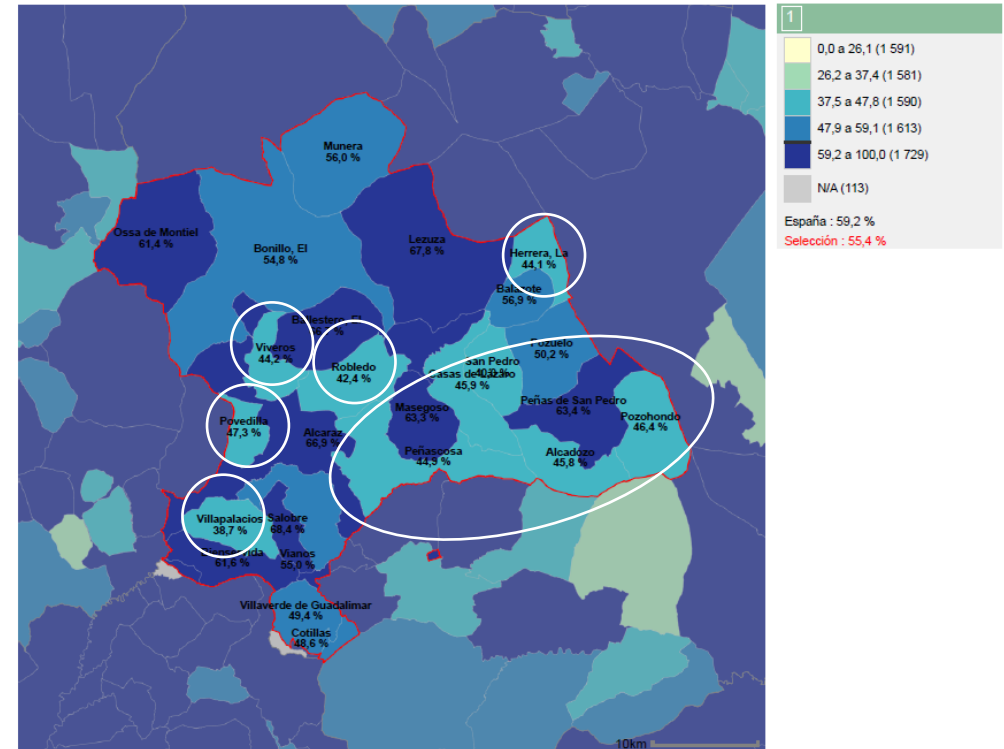 1
0,0 a 26,1 (1 591)
26,2 a 37,4 (1 581)
37,5 a 47,8 (1 590)
47,9 a 59,1 (1 613)
59,2 a 100,0 (1 729)
N/A (113)
España : 59,2 %
Selección : 55,4 %
Munera
56,0 %
Ossa de Montiel
61,4 %
Bonillo, El
54,8 %
Lezuza
67,8 %
Herrera, La
44,1 %
Balazote
56,9 %
Ballestero, El
Viveros
44,2 %
Robledo
42,4 %
Pozuelo
50,2 %
San Pedro
Casas de Lázaro
45,9 %
Masegoso
63,3 %
Peñas de San Pedro
63,4 %
Pozohondo
46,4 %
Povedilla
47,3 %
Alcaraz
66,9 %
Peñascosa
44,9 %
Alcadozo
45,8 %
Villapalacios
38,7 %
Salobre
68,4 %
Bienservida
61,6 %
Vianos
55,0 %
Villaverde de Guadalimar
49,4 %
Cotillas
48,6 %
10km